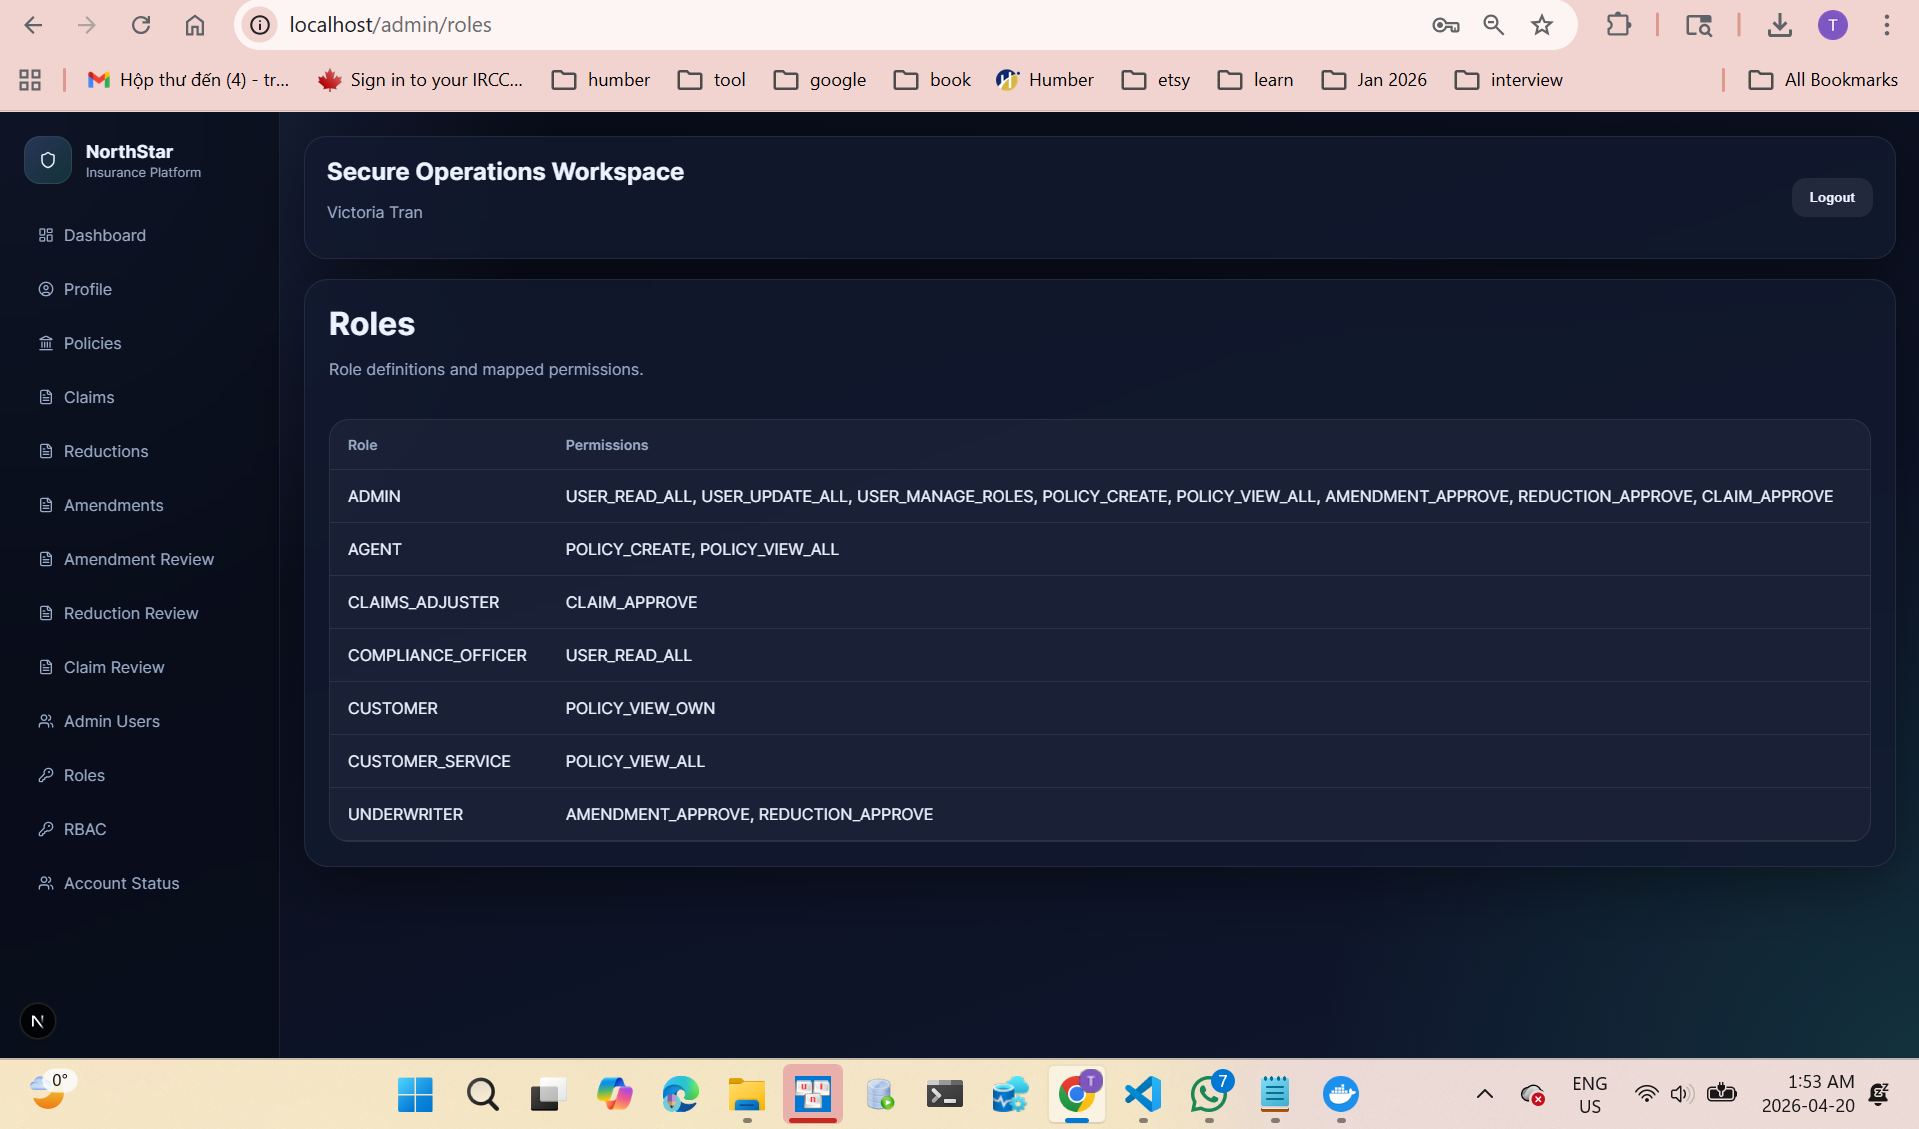 localhost/admin/roles
T
Hộp thư đến (4) - tr...
Sign in to your IRCC...
humber
tool
google
book
Humber
etsy
learn
Jan 2026
interview
All Bookmarks
NorthStar
Insurance Platform
Dashboard
Profile
Policies
Claims
Reductions
Amendments
Amendment Review
Reduction Review
Claim Review
Admin Users
Roles
RBAC
Account Status
N
Secure Operations Workspace
Victoria Tran
Logout
Roles
Role definitions and mapped permissions.
Role Permissions
ADMIN USER_READ_ALL, USER_UPDATE_ALL, USER_MANAGE_ROLES, POLICY_CREATE, POLICY_VIEW_ALL, AMENDMENT_APPROVE, REDUCTION_APPROVE, CLAIM_APPROVE
AGENT POLICY_CREATE, POLICY_VIEW_ALL
CLAIMS_ADJUSTER CLAIM_APPROVE
COMPLIANCE_OFFICER USER_READ_ALL
CUSTOMER POLICY_VIEW_OWN
CUSTOMER_SERVICE POLICY_VIEW_ALL
UNDERWRITER AMENDMENT_APPROVE, REDUCTION_APPROVE
0°
U i
n
T
7
ENG
US
1:53 AM
2026-04-20